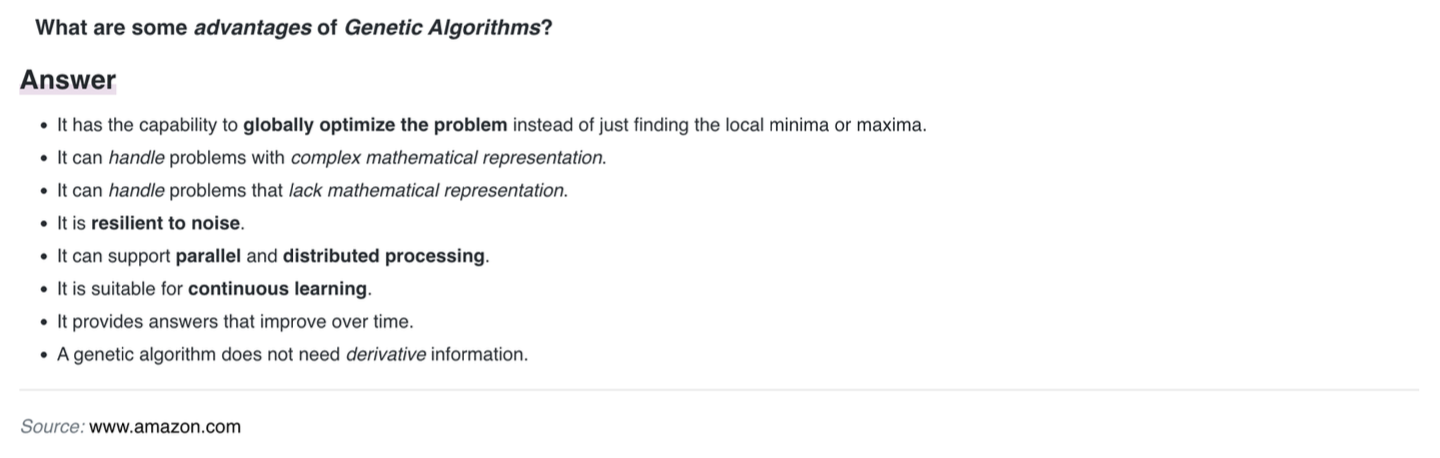 What are some advantages of Genetic Algorithms?
Answer
• It has the capability to globally optimize the problem instead of just finding the local minima or maxima.
• It can handle problems with complex mathematical representation.
• It can handle problems that lack mathematical representation.
• It is resilient to noise.
• It can support parallel and distributed processing.
• It is suitable for continuous learning.
• It provides answers that improve over time.
• A genetic algorithm does not need derivative information.
Source: www.amazon.com